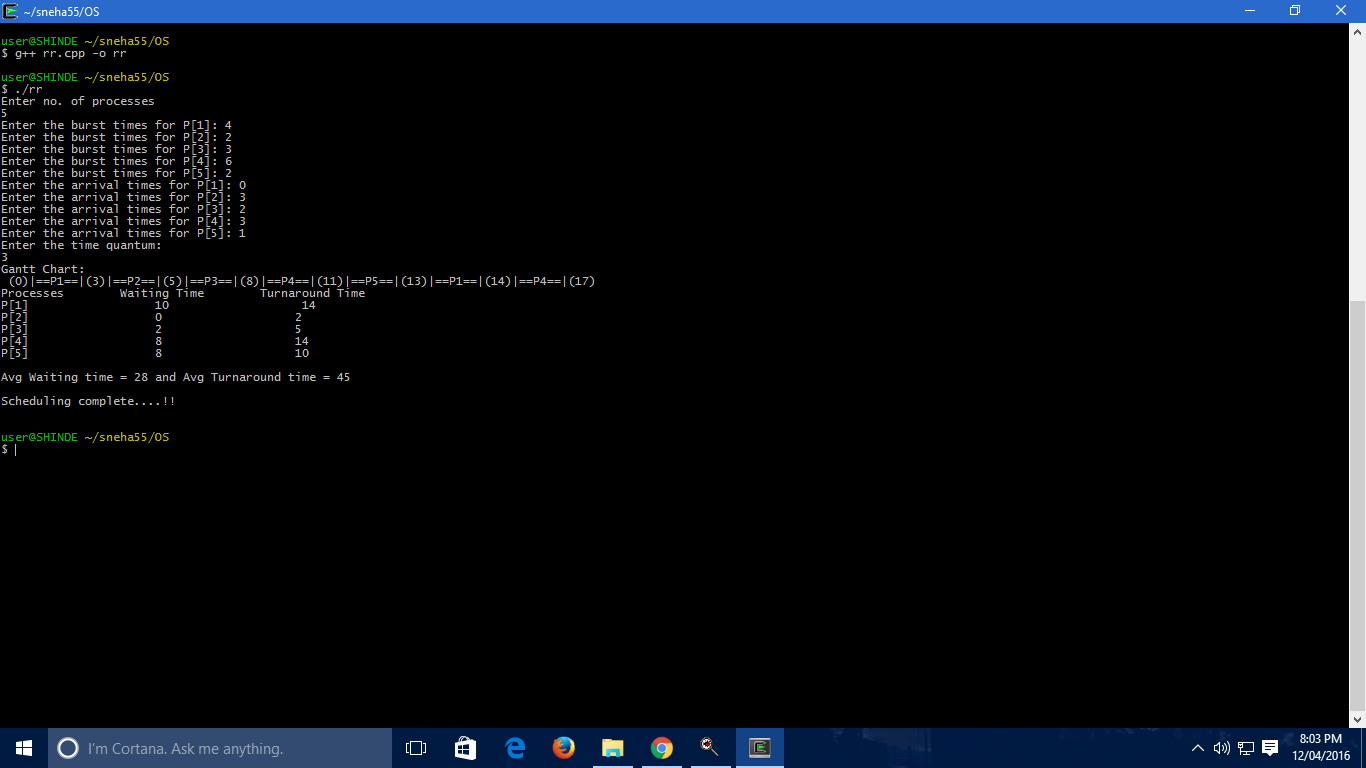 ~/sneha55/OS
user@SHINDE ~/sneha55/OS
$ g++ rr.cpp -o rr
user@SHINDE ~/sneha55/OS
$ ./rr
Enter no. of processes
5
Enter the burst times for P[1]: 4
Enter the burst times for P[2]: 2
Enter the burst times for P[3]: 3
Enter the burst times for P[4]: 6
Enter the burst times for P[5]: 2
Enter the arrival times for P[1]: 0
Enter the arrival times for P[2]: 3
Enter the arrival times for P[3]: 2
Enter the arrival times for P[4]: 3
Enter the arrival times for P[5]: 1
Enter the time quantum:
3
Gantt Chart:
(0)|==P1==|(3)|==P2==|(5)|==P3==|(8)|==P4==|(11)|==P5==|(13)|==P1==|(14)|==P4==|(17)
Processes Waiting Time Turnaround Time
P[1] 10 14
P[2] 0 2
P[3] 2 5
P[4] 8 14
P[5] 8 10
Avg Waiting time = 28 and Avg Turnaround time = 45
Scheduling complete....!!
user@SHINDE ~/sneha55/OS
$
I'm Cortana. Ask me anything.
8:03 PM
12/04/2016